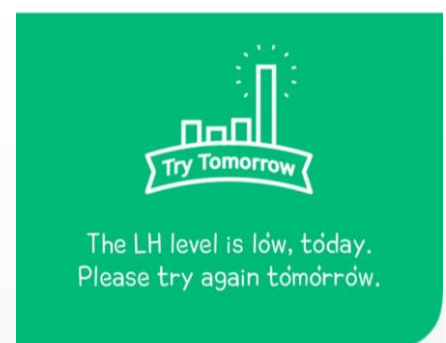 Try Tomorrow
The LH level is low, today.
Please try again tomorrow.